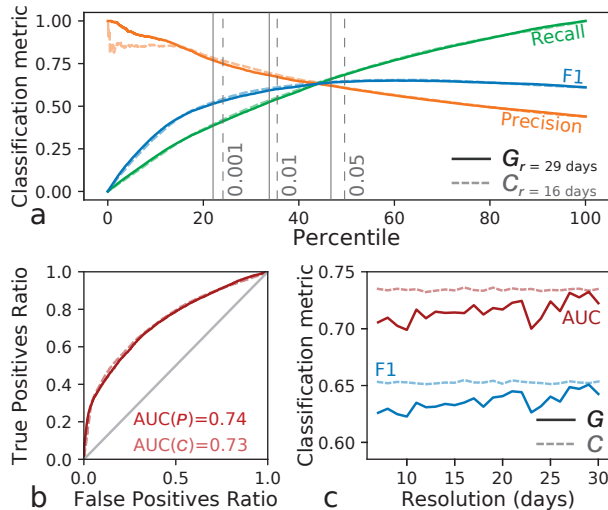 Classification metric
1.00
0.75
0.50
0.25
0.00
Recall
F1
Precision
0.001
0.01
0.05
G r = 29 days
C r = 16 days
0
20
40
60
80
100
Percentile
a
True Positives Ratio
1.0
0.8
0.6
0.4
0.2
0.0
AUC(P)=0.74
AUC(C)=0.73
0.0
0.5
1.0
False Positives Ratio
b
Classification metric
0.75
0.70
0.65
0.60
AUC
F1
G
C
10
15
20
25
30
Resolution (days)
c